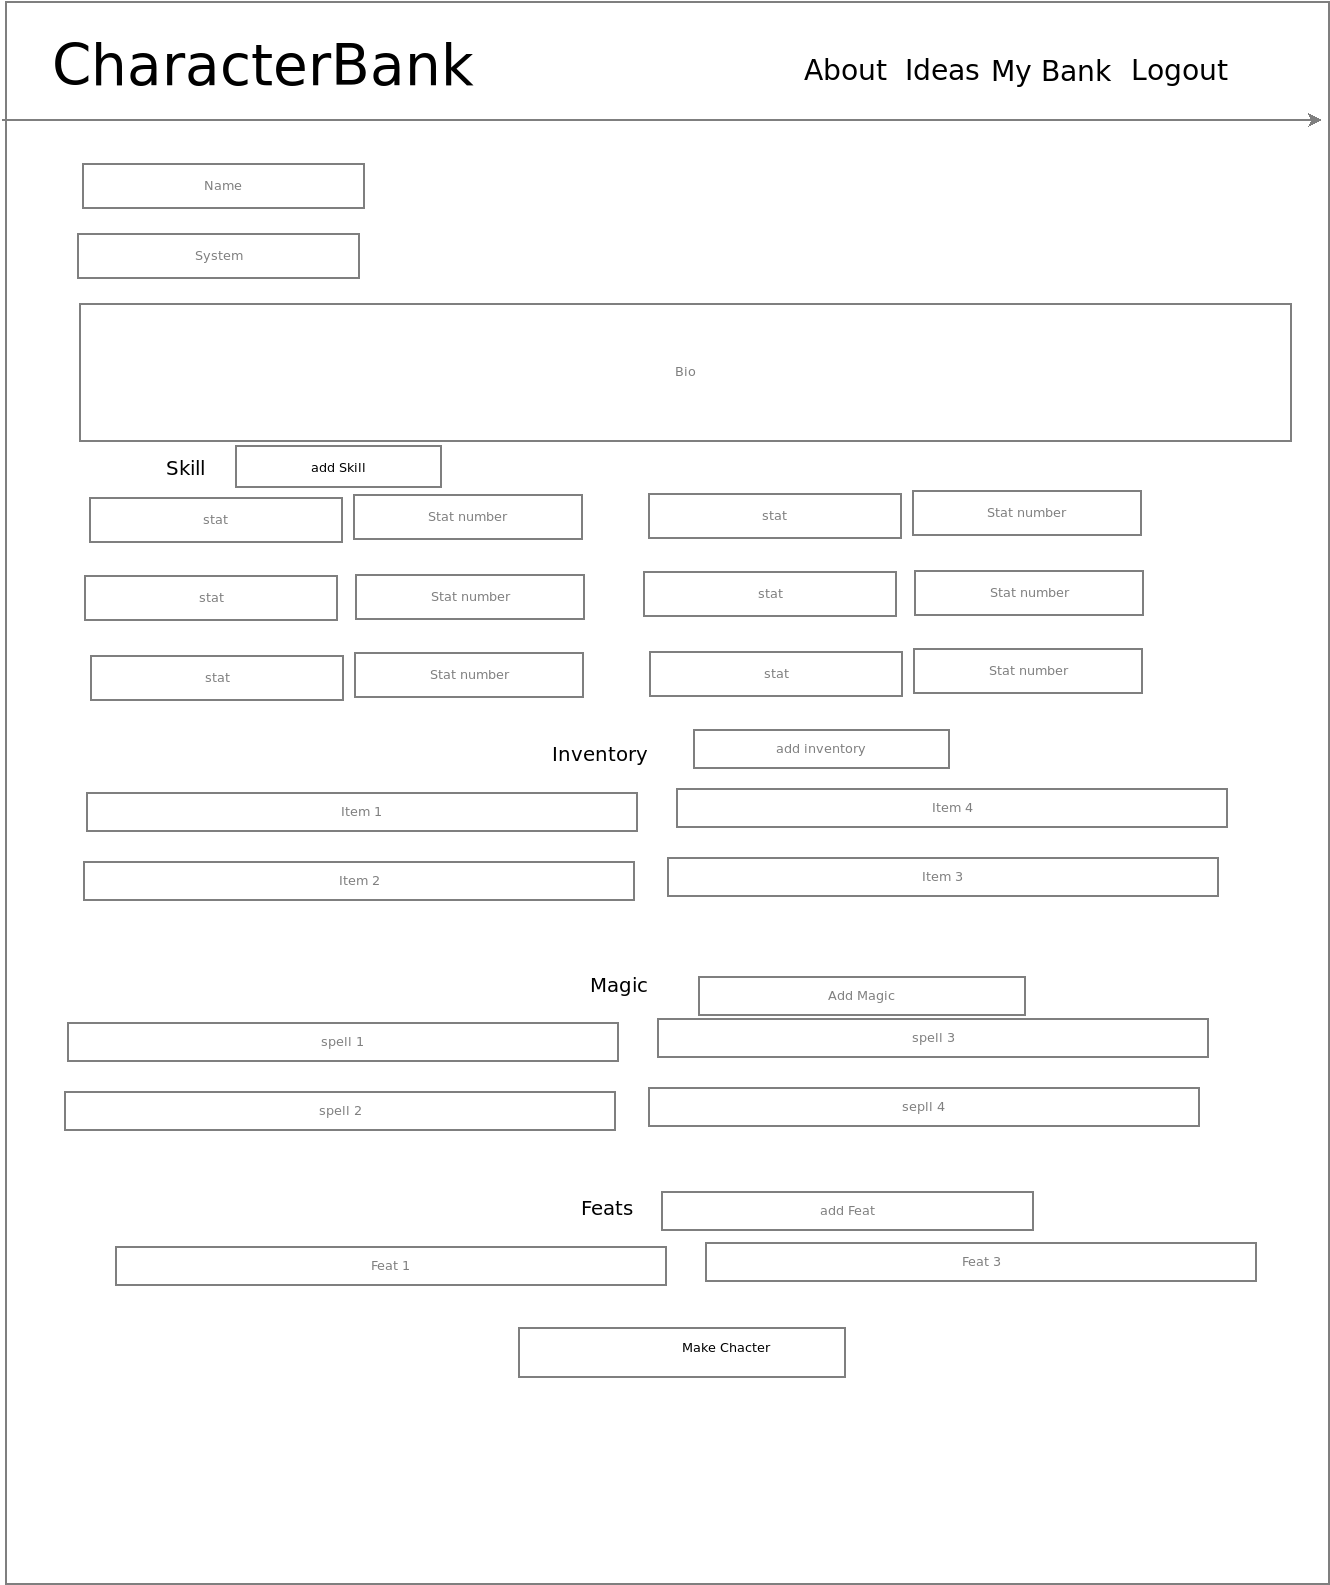 CharacterBank
About Ideas My Bank Logout
Name
System
Bio
Skill add Skill
stat Stat number stat Stat number
stat Stat number stat Stat number
stat Stat number stat Stat number
Inventory add inventory
Item 1 Item 4
Item 2 Item 3
Magic Add Magic
spell 1 spell 3
spell 2 sepll 4
Feats add Feat
Feat 1 Feat 3
Make Chacter